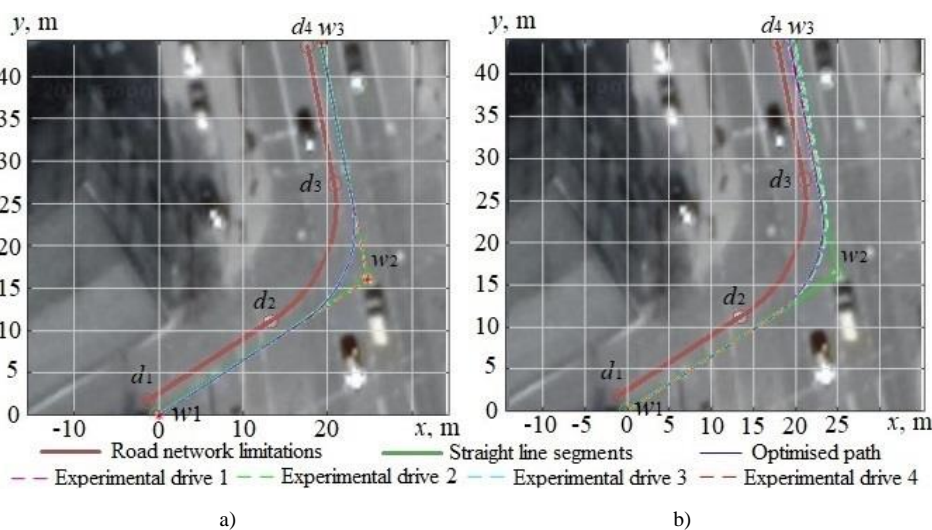 y, m
d4 w3
40
35
30
d3
25
20
w2
15
d2
10
5
d1
0
w1
-10 0 10 20 x, m
y, m
d4 w3
40
35
30
d3
25
20
w2
15
d2
10
5
d1
0
w1
-10 -5 0 5 10 15 20 25 x, m
Road network limitations Straight line segments Optimised path
Experimental drive 1 Experimental drive 2 Experimental drive 3 Experimental drive 4
a) b)